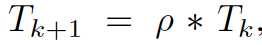 T_{k+1} = ρ * T_k,